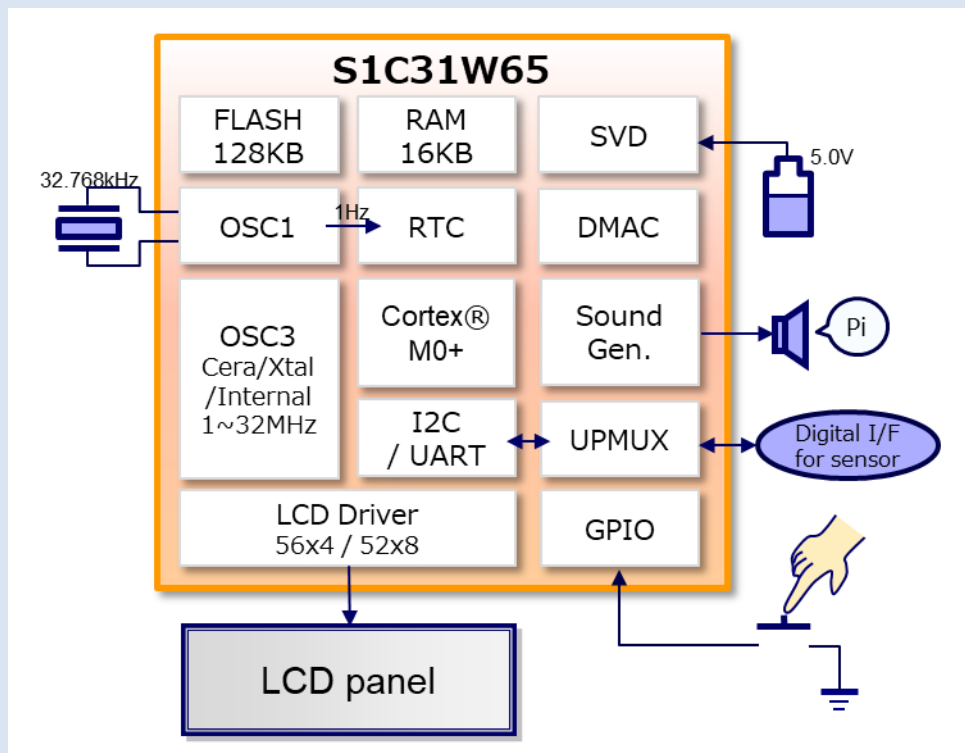 S1C31W65
FLASH
128KB
RAM
16KB
SVD
5.0V
32.768kHz
OSC1
1Hz
RTC
DMAC
OSC3
Cera/Xtal
/Internal
1~32MHz
Cortex®
M0+
Sound
Gen.
Pi
I2C
/ UART
UPMUX
Digital I/F
for sensor
LCD Driver
56x4 / 52x8
GPIO
LCD panel